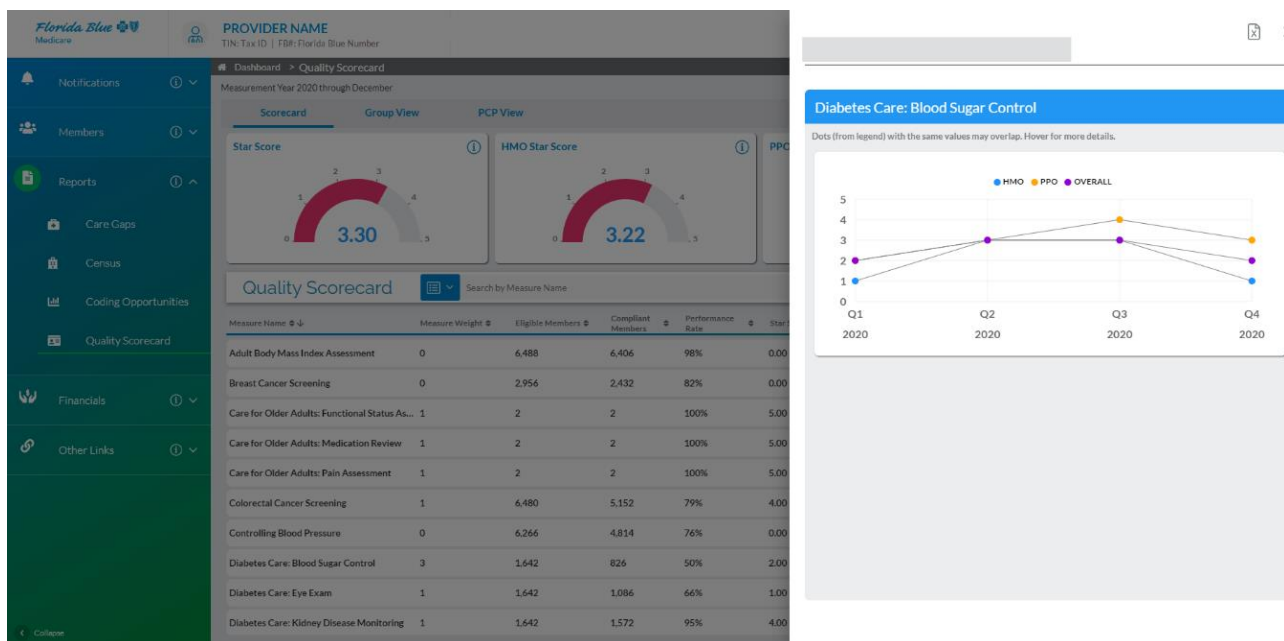 Florida Blue
Medicare
PROVIDER NAME
TIN: Tax ID | FB#: Florida Blue Number
Notifications
Members
Reports
Care Gaps
Census
Coding Opportunities
Quality Scorecard
Financials
Other Links
Collapse
Dashboard > Quality Scorecard
Measurement Year 2020 through December
Scorecard Group View PCP View
Star Score HMO Star Score PPO
0 1 2 3 4 5
3.30
0 1 2 3 4 5
3.22
Quality Scorecard Search by Measure Name
Measure Name Measure Weight Eligible Members Compliant Members Performance Rate Star
Adult Body Mass Index Assessment 0 6,488 6,406 98% 0.00
Breast Cancer Screening 0 2,956 2,432 82% 0.00
Care for Older Adults: Functional Status As... 1 2 2 100% 5.00
Care for Older Adults: Medication Review 1 2 2 100% 5.00
Care for Older Adults: Pain Assessment 1 2 2 100% 5.00
Colorectal Cancer Screening 1 6,480 5,152 79% 4.00
Controlling Blood Pressure 0 6,266 4,814 76% 0.00
Diabetes Care: Blood Sugar Control 3 1,642 826 50% 2.00
Diabetes Care: Eye Exam 1 1,642 1,086 66% 1.00
Diabetes Care: Kidney Disease Monitoring 1 1,642 1,572 95% 4.00
Diabetes Care: Blood Sugar Control
Dots (from legend) with the same values may overlap. Hover for more details.
HMO PPO OVERALL
5
4
3
2
1
0
Q1 Q2 Q3 Q4
2020 2020 2020 2020